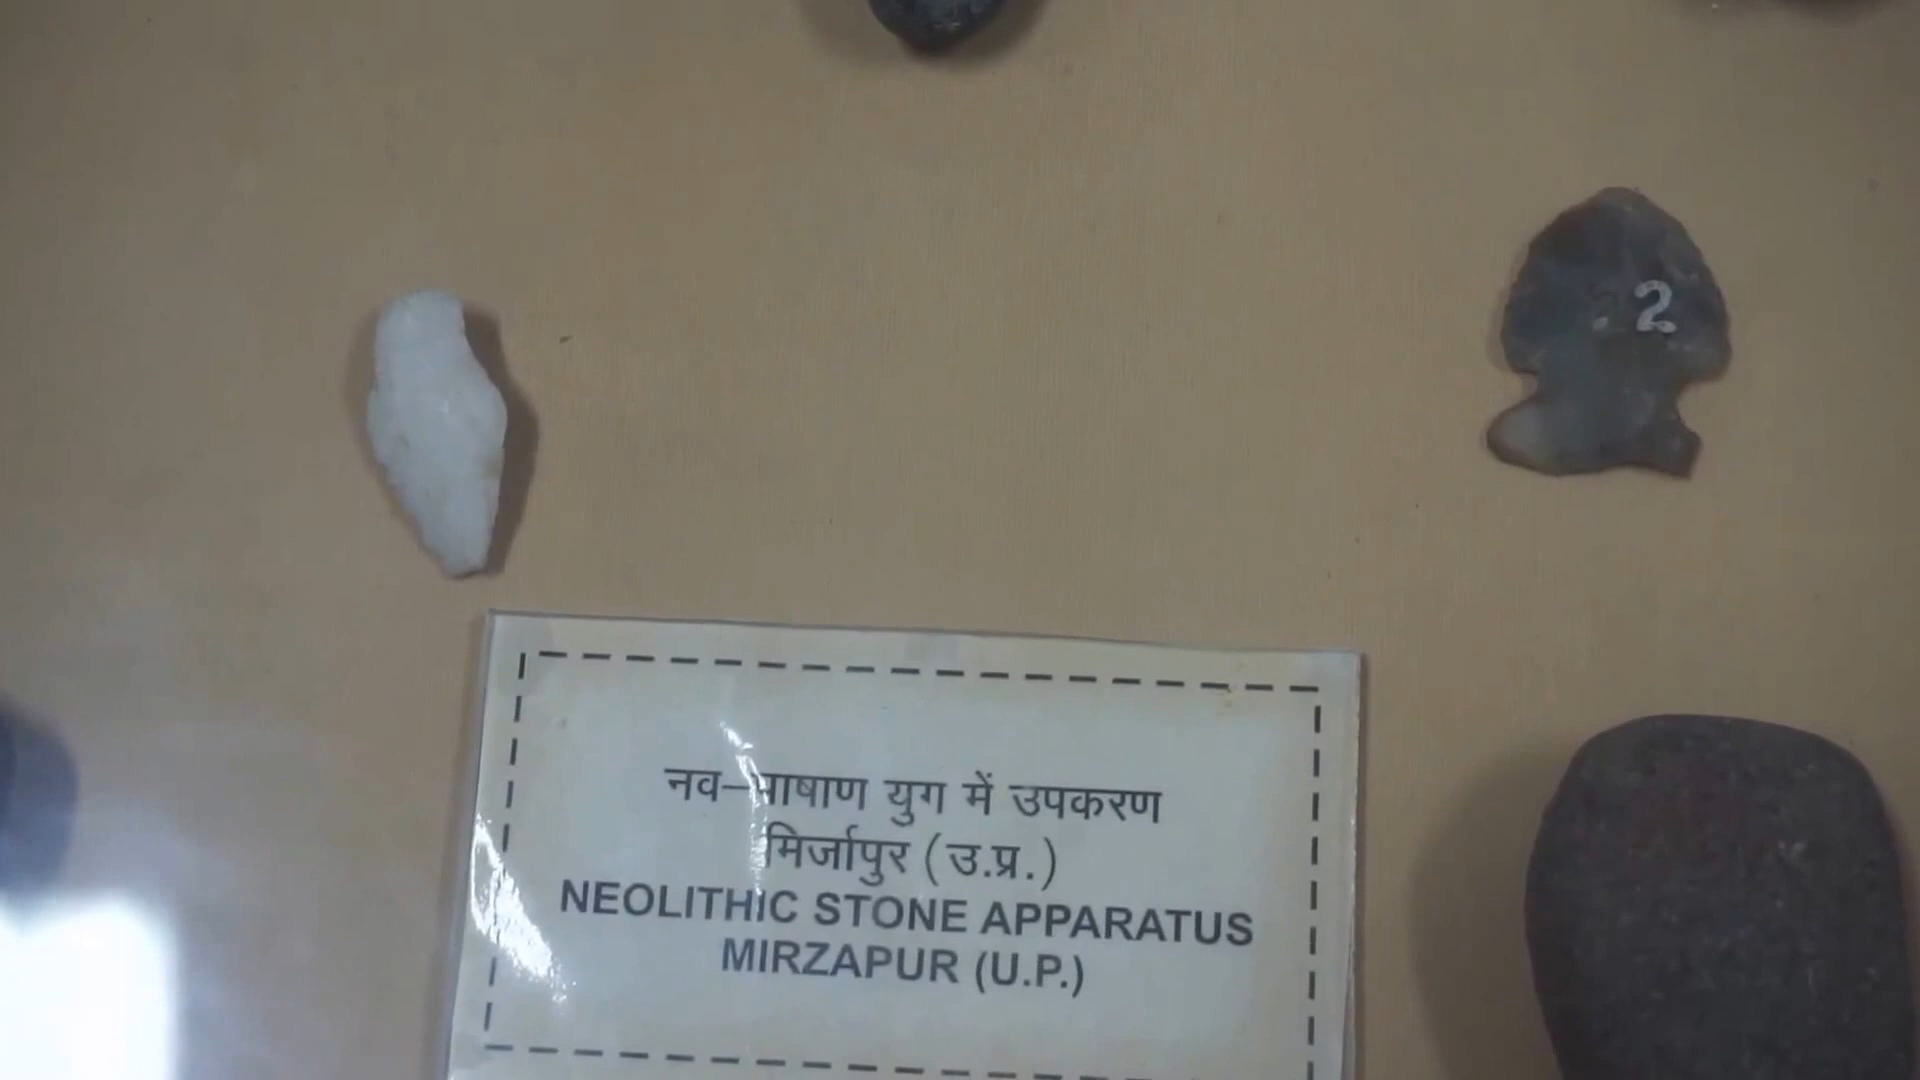 2
नव–पाषाण युग में उपकरण
मिर्जापुर (उ.प्र.)
NEOLITHIC STONE APPARATUS
MIRZAPUR (U.P.)